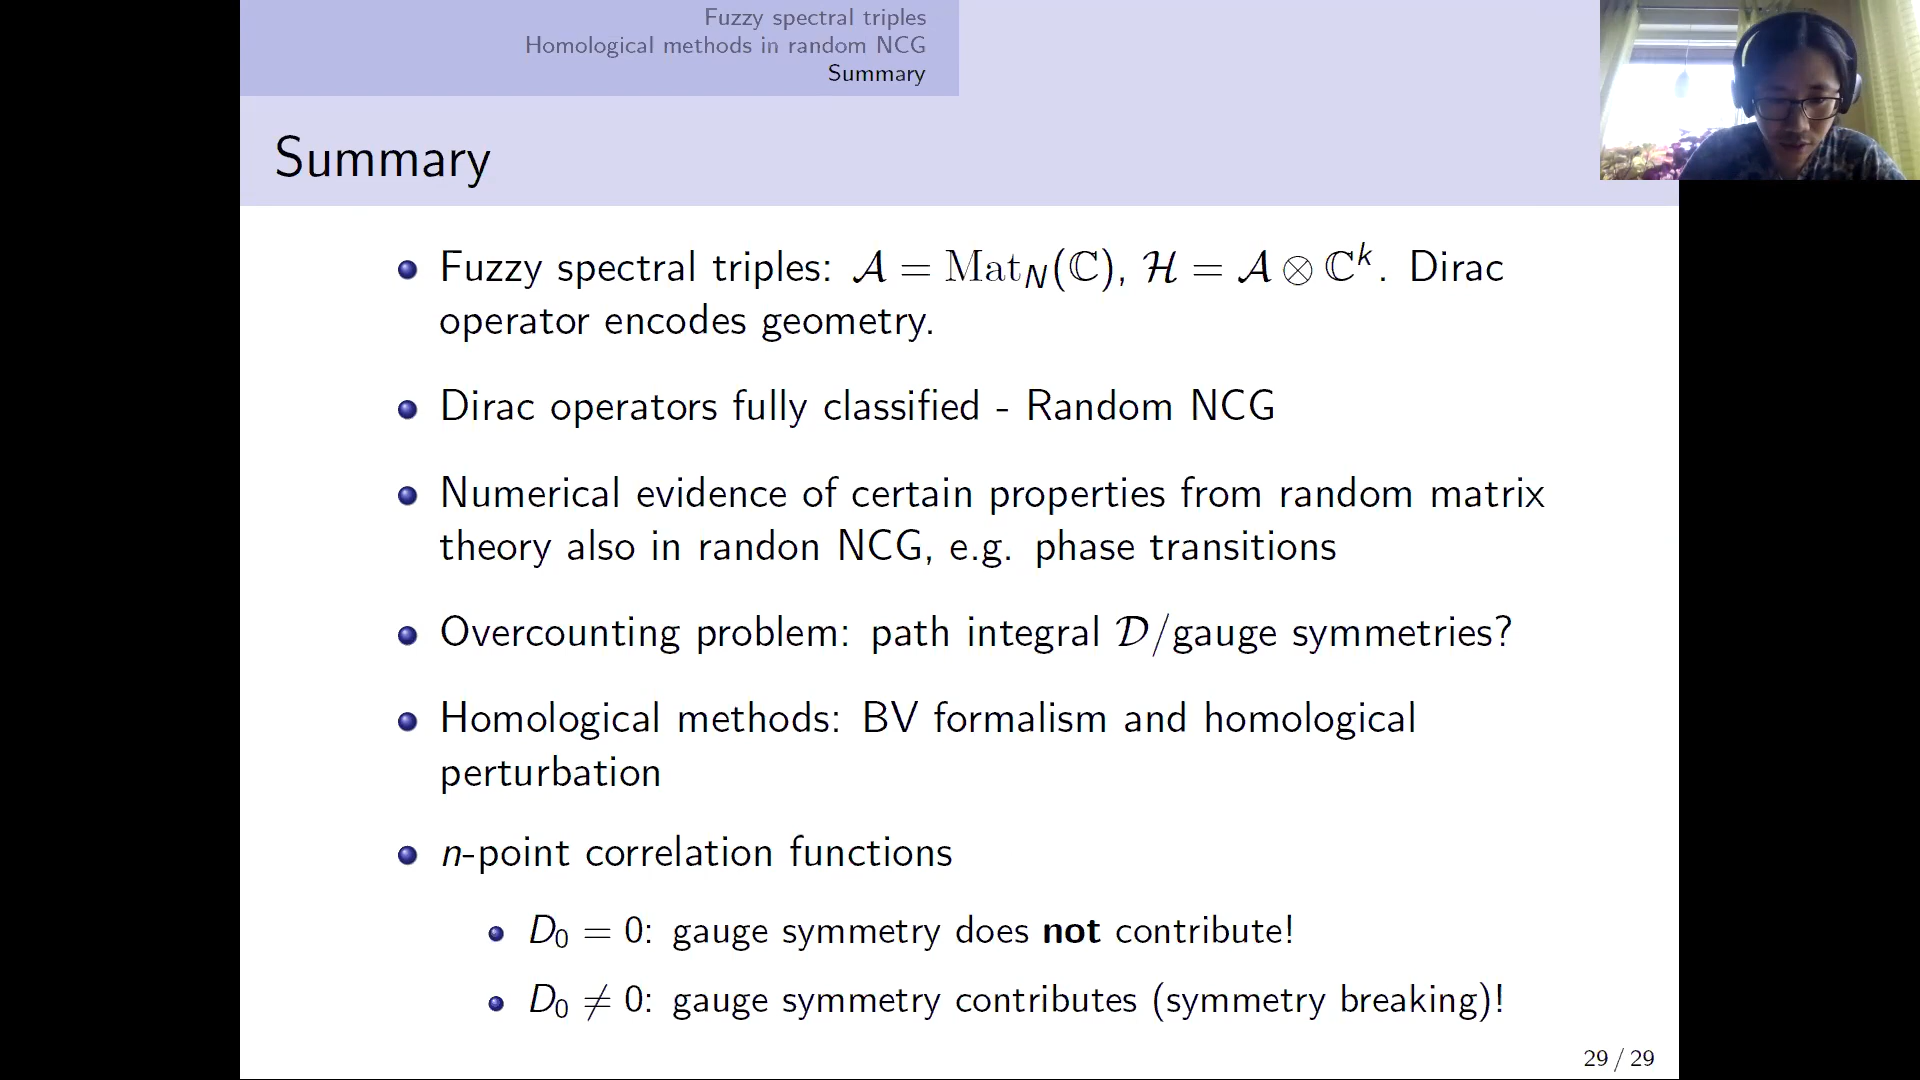 Fuzzy spectral triples
Homological methods in random NCG
Summary
Summary
Fuzzy spectral triples: 𝒜 = Mat_N(ℂ), ℋ = 𝒜 ⊗ ℂ^k. Dirac
operator encodes geometry.
Dirac operators fully classified - Random NCG
Numerical evidence of certain properties from random matrix
theory also in randon NCG, e.g. phase transitions
Overcounting problem: path integral 𝒟/gauge symmetries?
Homological methods: BV formalism and homological
perturbation
n-point correlation functions
D₀ = 0: gauge symmetry does not contribute!
D₀ ≠ 0: gauge symmetry contributes (symmetry breaking)!
29 / 29